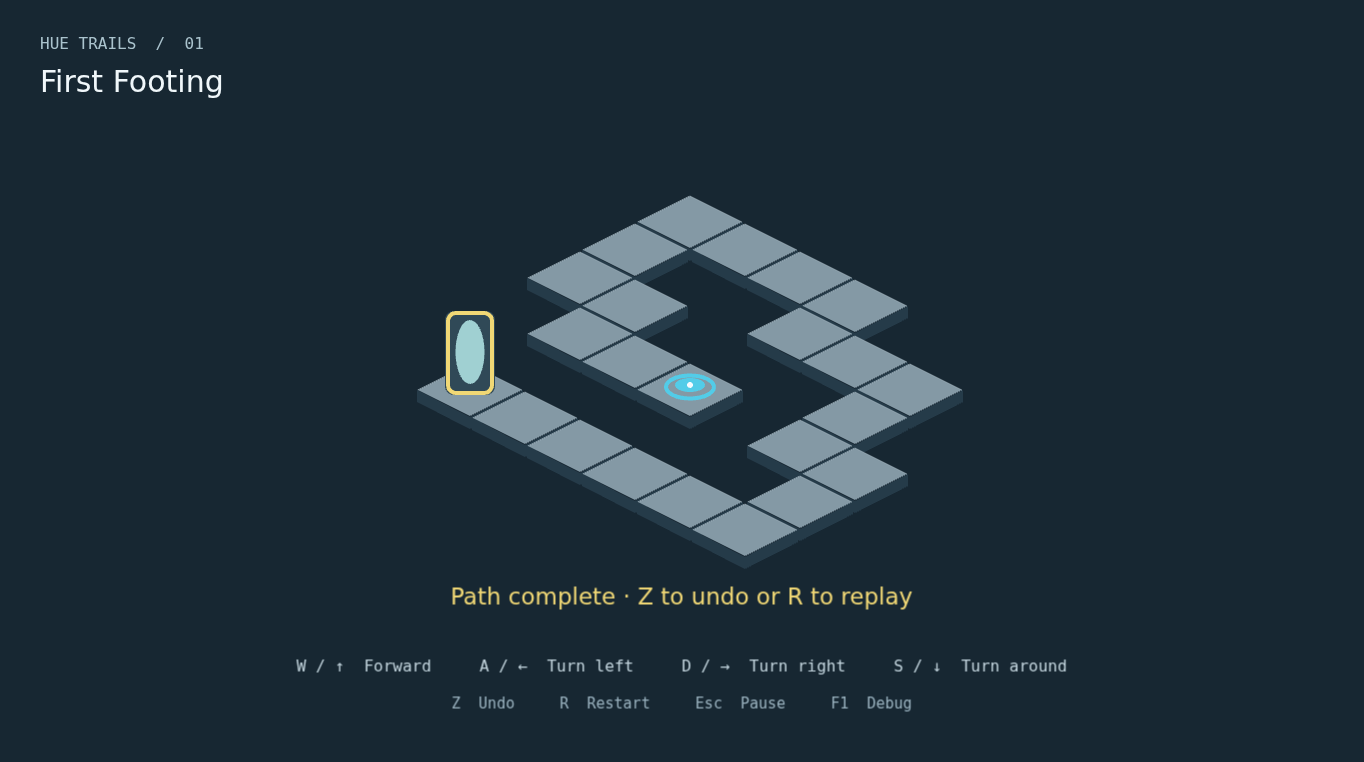 HUE TRAILS / 01
First Footing
Path complete · Z to undo or R to replay
W / ↑ Forward A / ← Turn left D / → Turn right S / ↓ Turn around
Z Undo R Restart Esc Pause F1 Debug